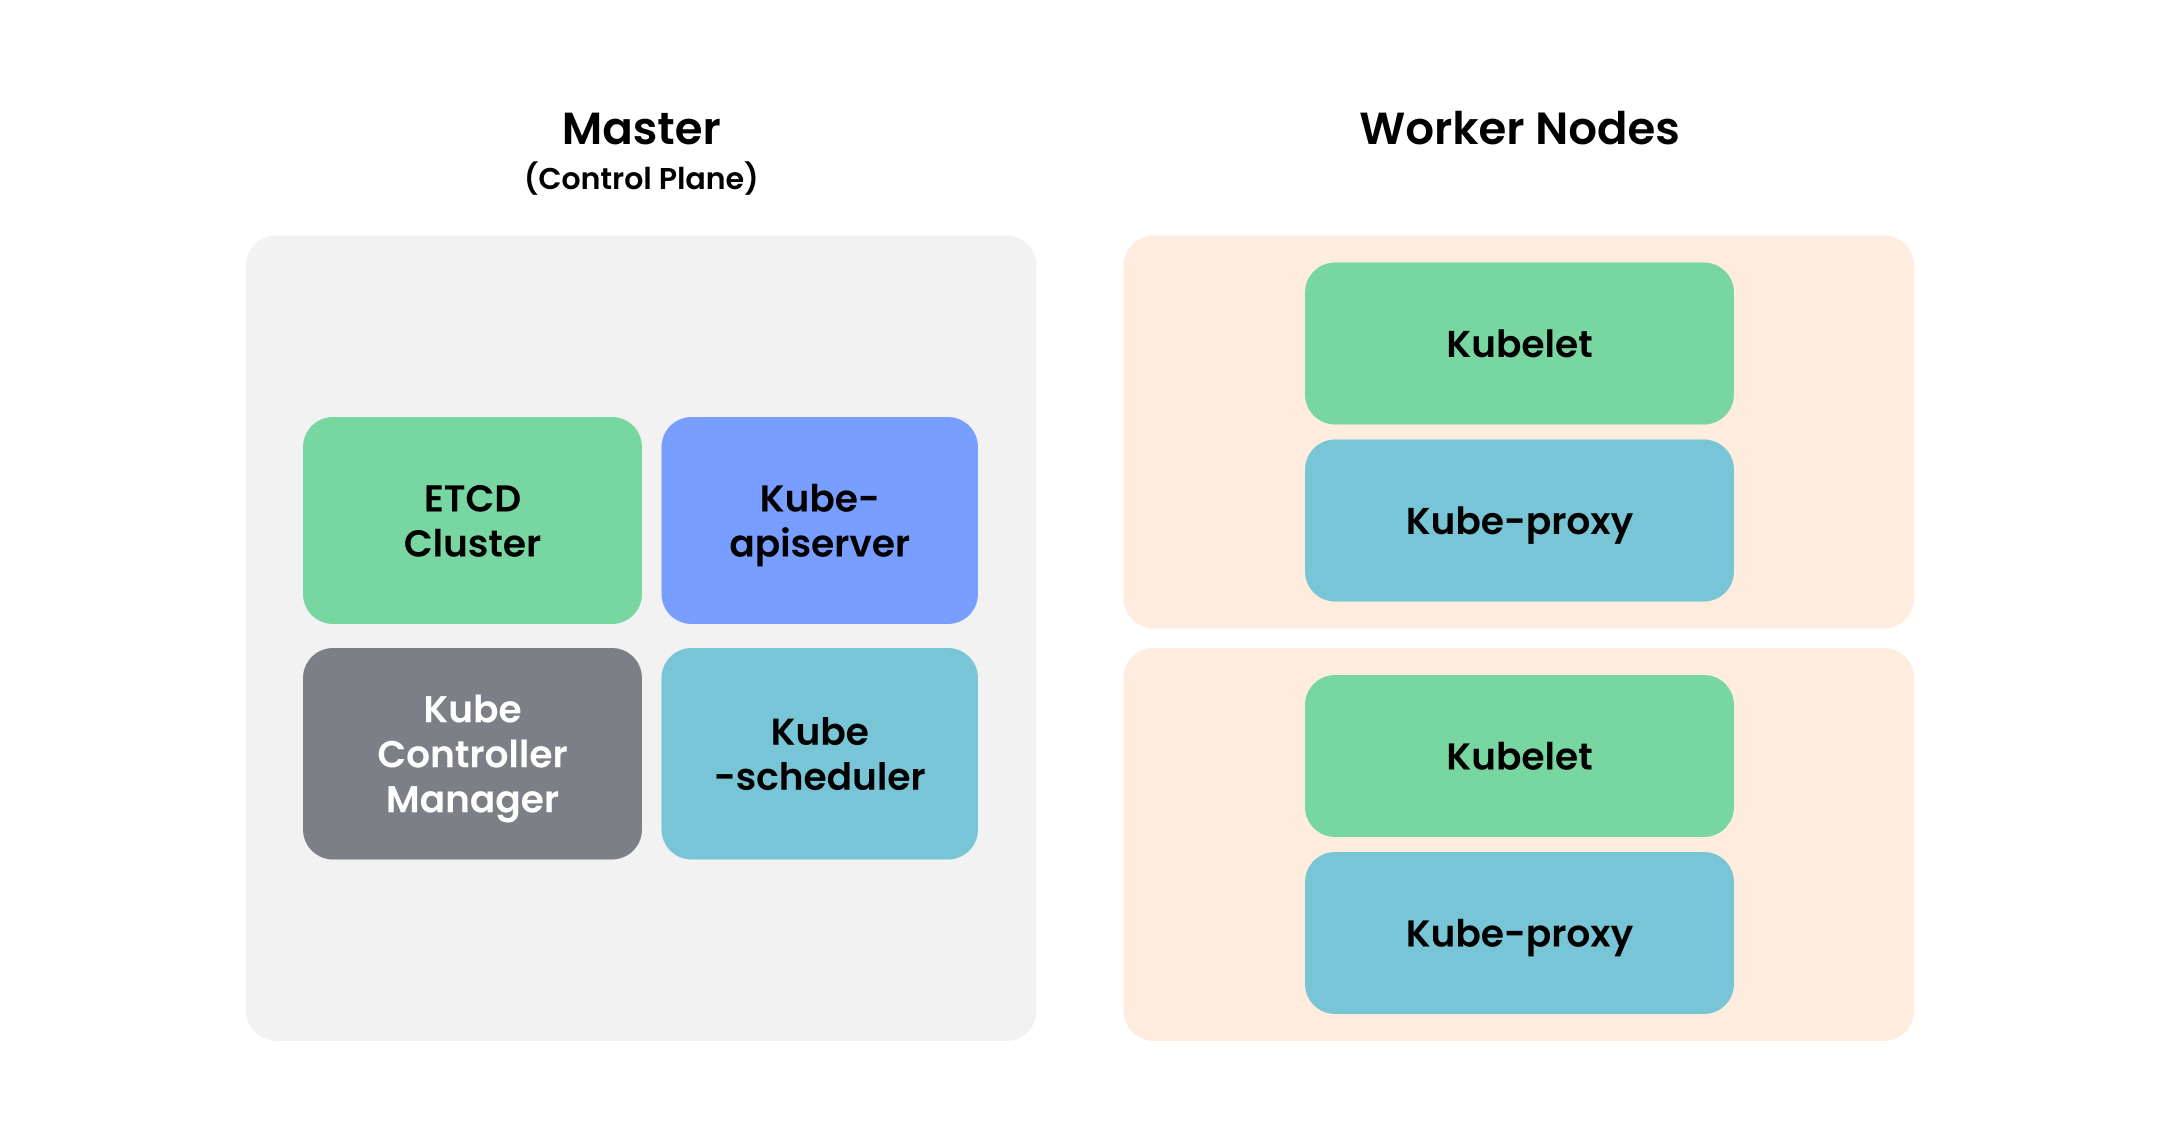 Master
(Control Plane)
ETCD
Cluster
Kube-
apiserver
Kube
Controller
Manager
Kube
-scheduler
Worker Nodes
Kubelet
Kube-proxy
Kubelet
Kube-proxy